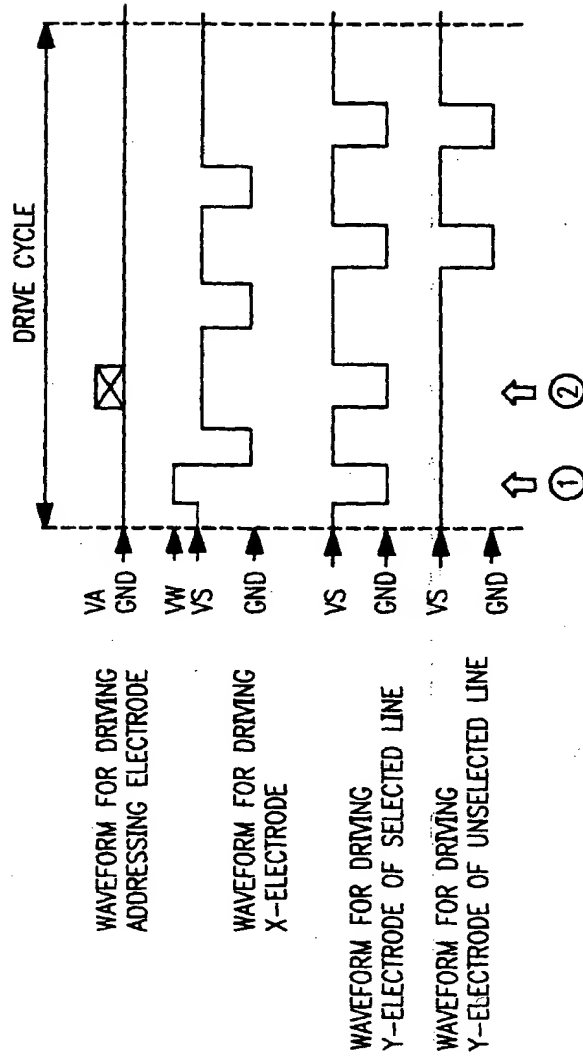 DRIVE CYCLE
WAVEFORM FOR DRIVING
ADDRESSING ELECTRODE
VA
GND
WAVEFORM FOR DRIVING
X-ELECTRODE
VW
VS
GND
WAVEFORM FOR DRIVING
Y-ELECTRODE OF SELECTED LINE
VS
GND
WAVEFORM FOR DRIVING
Y-ELECTRODE OF UNSELECTED LINE
VS
GND
①
②